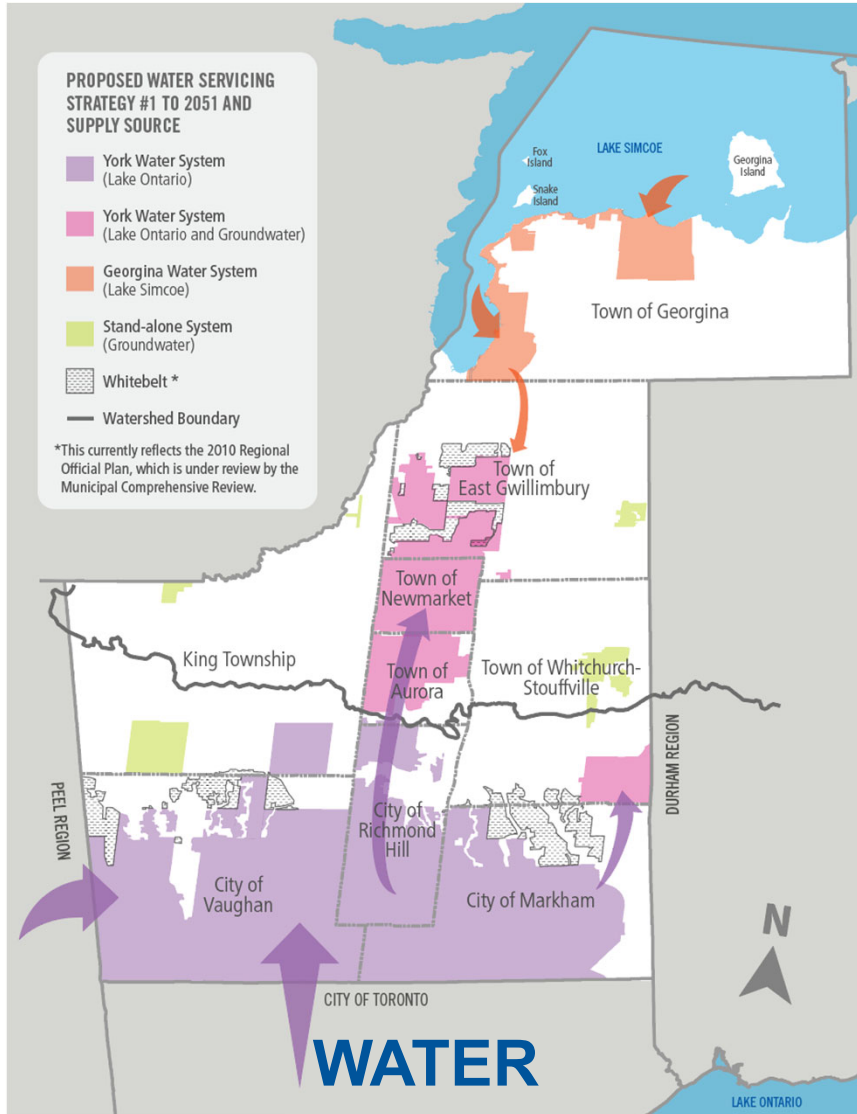 PROPOSED WATER SERVICING
STRATEGY #1 TO 2051 AND
SUPPLY SOURCE
York Water System
(Lake Ontario)
York Water System
(Lake Ontario and Groundwater)
Georgina Water System
(Lake Simcoe)
Stand-alone System
(Groundwater)
Whitebelt *
Watershed Boundary
*This currently reflects the 2010 Regional
Official Plan, which is under review by the
Municipal Comprehensive Review.
LAKE SIMCOE
Fox
Island
Georgina
Island
Snake
Island
Town of Georgina
Town of
East Gwillimbury
Town of
Newmarket
King Township
Town of
Aurora
Town of Whitchurch-
Stouffville
PEEL REGION
DURHAM REGION
City of
Richmond
Hill
City of
Vaughan
City of Markham
N
CITY OF TORONTO
WATER
LAKE ONTARIO